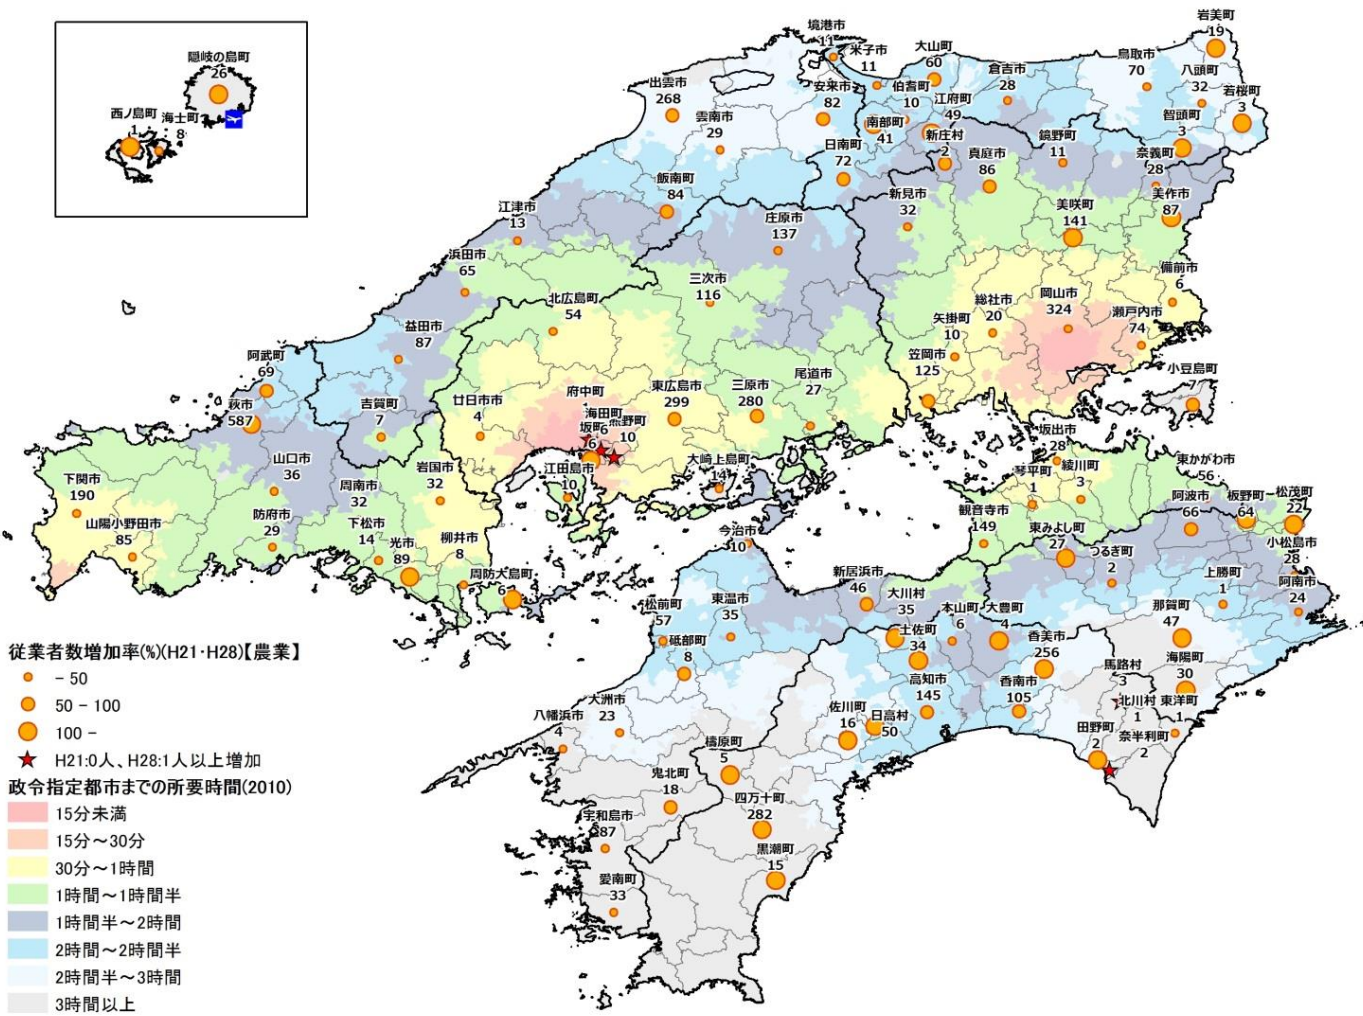 岩美町
19
境港市
11
米子市
11
大山町
60
鳥取市
70
隠岐の島町
26
出雲市
268
安来市
82
伯耆町
10
倉吉市
28
八頭町
32
若桜町
3
江府町
49
西ノ島町
1
海士町
8
雲南市
29
南部町
41
新庄村
2
鏡野町
11
智頭町
3
日南町
72
真庭市
86
奈義町
28
飯南町
84
新見市
32
美作市
87
江津市
13
庄原市
137
美咲町
141
浜田市
65
三次市
116
備前市
6
北広島町
54
総社市
20
岡山市
324
瀬戸内市
74
矢掛町
10
益田市
87
笠岡市
125
阿武町
69
小豆島町
7
萩市
587
吉賀町
7
廿日市市
4
府中町
海田町
6
坂町
6
熊野町
10
東広島市
299
三原市
280
尾道市
27
坂出市
28
山口市
36
岩国市
32
江田島市
10
大崎上島町
14
琴平町
1
綾川町
3
東かがわ市
56
下関市
190
周南市
32
観音寺市
149
阿波市
66
板野町
64
松茂町
22
山陽小野田市
85
防府市
29
下松市
14
光市
89
柳井市
8
今治市
10
東みよし町
27
つるぎ町
2
小松島市
28
周防大島町
6
新居浜市
46
大川村
35
上勝町
1
阿南市
24
松前町
57
東温市
35
本山町
6
大豊町
4
那賀町
47
砥部町
8
土佐町
34
香美市
256
海陽町
30
高知市
145
香南市
105
馬路村
3
北川村
1
東洋町
1
大洲市
23
佐川町
16
日高村
50
田野町
2
奈半利町
2
八幡浜市
4
檮原町
5
鬼北町
18
四万十町
282
宇和島市
87
黒潮町
15
愛南町
33
従業者数増加率(%)(H21･H28)【農業】
- 50
50 - 100
100 -
H21:0人、H28:1人以上増加
政令指定都市までの所要時間(2010)
15分未満
15分～30分
30分～1時間
1時間～1時間半
1時間半～2時間
2時間～2時間半
2時間半～3時間
3時間以上